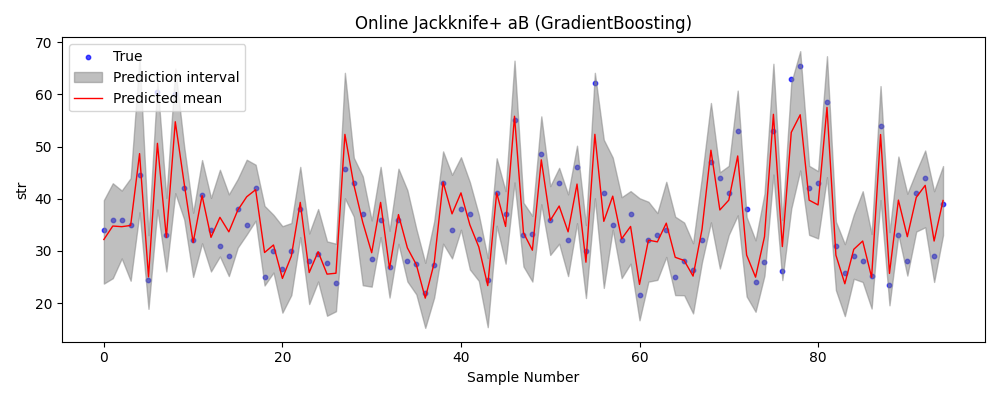 Online Jackknife+ aB (GradientBoosting)
True
Prediction interval
Predicted mean
str
70
60
50
40
30
20
0
20
40
60
80
Sample Number